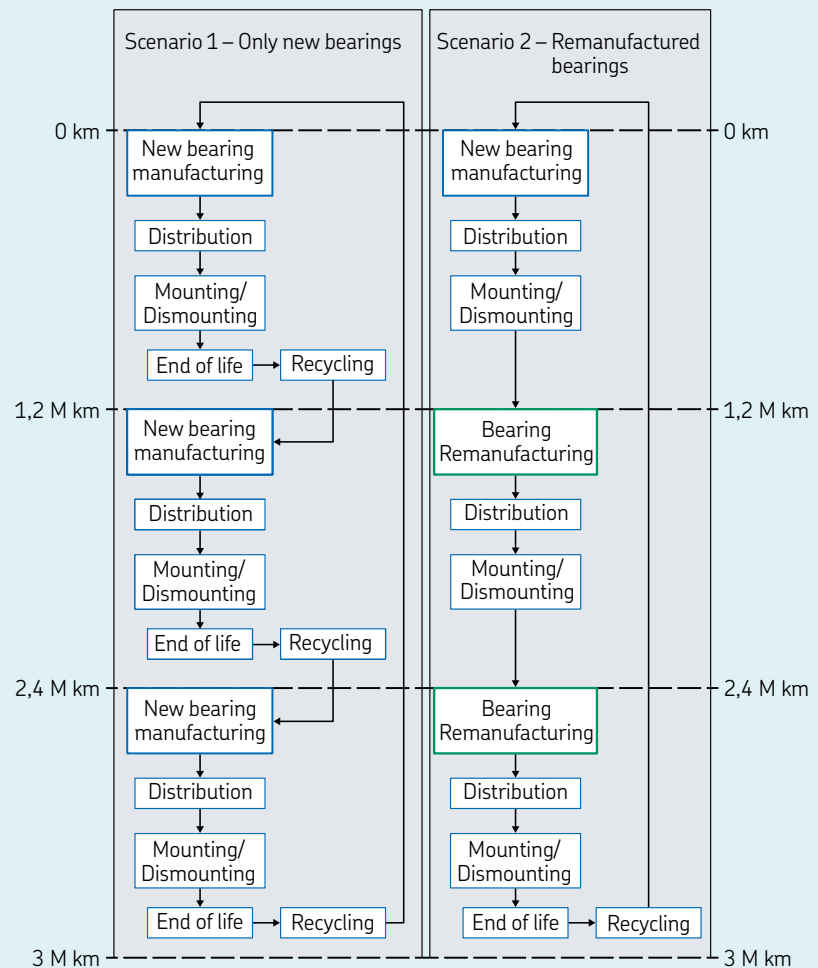 Scenario 1 – Only new bearings
Scenario 2 – Remanufactured
bearings
0 km
0 km
New bearing
manufacturing
New bearing
manufacturing
Distribution
Distribution
Mounting/
Dismounting
Mounting/
Dismounting
End of life
Recycling
1,2 M km
1,2 M km
New bearing
manufacturing
Bearing
Remanufacturing
Distribution
Distribution
Mounting/
Dismounting
Mounting/
Dismounting
End of life
Recycling
2,4 M km
2,4 M km
New bearing
manufacturing
Bearing
Remanufacturing
Distribution
Distribution
Mounting/
Dismounting
Mounting/
Dismounting
End of life
Recycling
End of life
Recycling
3 M km
3 M km